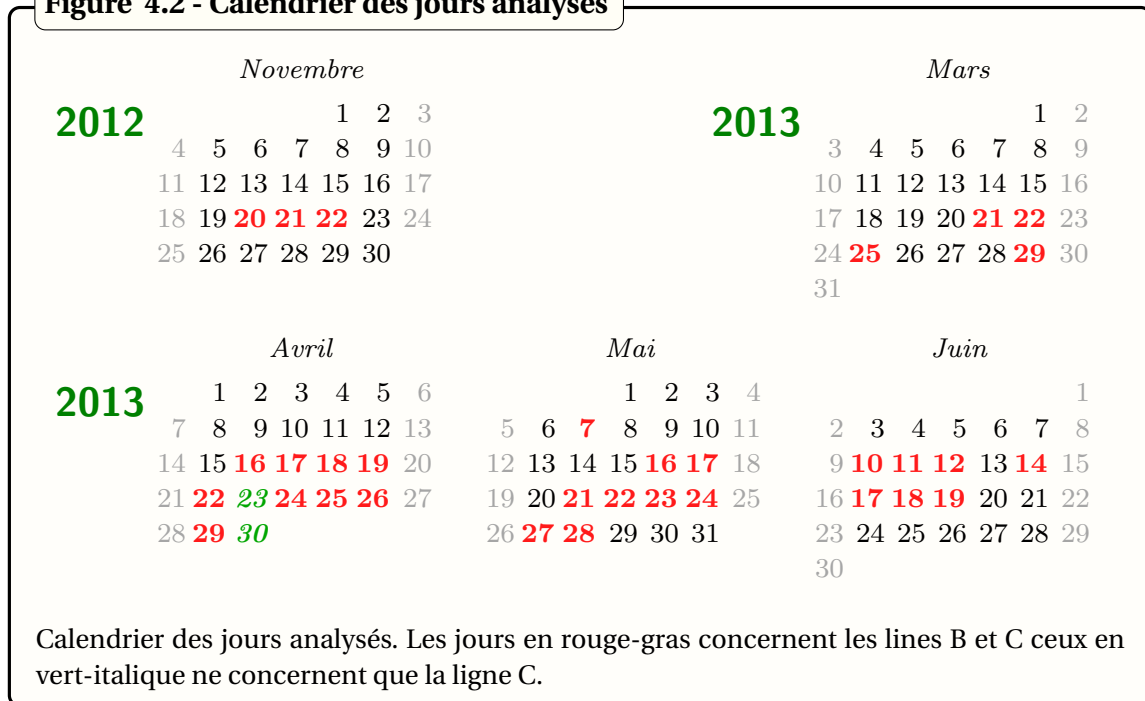 Figure 4.2 - Calendrier des jours analysés
Novembre
2012
1 2 3
4 5 6 7 8 9 10
11 12 13 14 15 16 17
18 19 20 21 22 23 24
25 26 27 28 29 30
Mars
2013
1 2
3 4 5 6 7 8 9
10 11 12 13 14 15 16
17 18 19 20 21 22 23
24 25 26 27 28 29 30
31
Avril
2013
1 2 3 4 5 6
7 8 9 10 11 12 13
14 15 16 17 18 19 20
21 22 23 24 25 26 27
28 29 30
Mai
1 2 3 4
5 6 7 8 9 10 11
12 13 14 15 16 17 18
19 20 21 22 23 24 25
26 27 28 29 30 31
Juin
1
2 3 4 5 6 7 8
9 10 11 12 13 14 15
16 17 18 19 20 21 22
23 24 25 26 27 28 29
30
Calendrier des jours analysés. Les jours en rouge-gras concernent les lines B et C ceux en
vert-italique ne concernent que la ligne C.